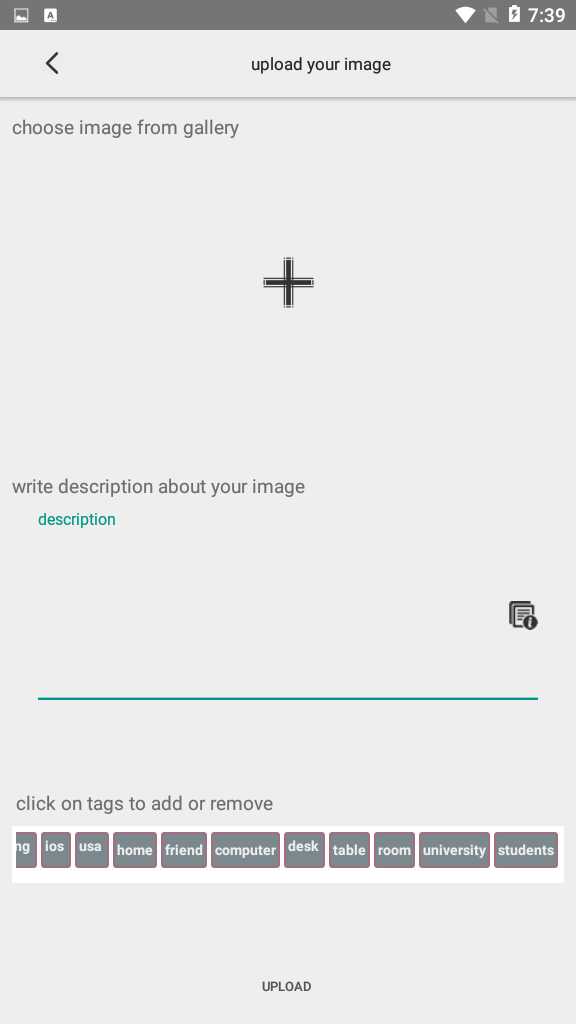 7:39
upload your image
choose image from gallery
write description about your image
description
click on tags to add or remove
ng ios usa home friend computer desk table room university students
UPLOAD